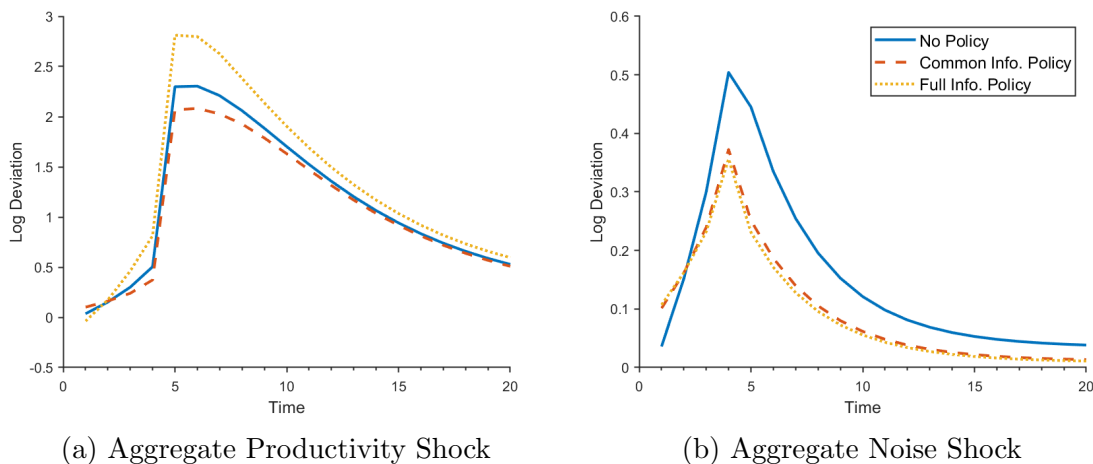 3
2.5
2
1.5
1
0.5
0
-0.5
Log Deviation
0
5
10
15
20
Time
(a) Aggregate Productivity Shock
0.6
0.5
0.4
0.3
0.2
0.1
0
Log Deviation
No Policy
Common Info. Policy
Full Info. Policy
0
5
10
15
20
Time
(b) Aggregate Noise Shock